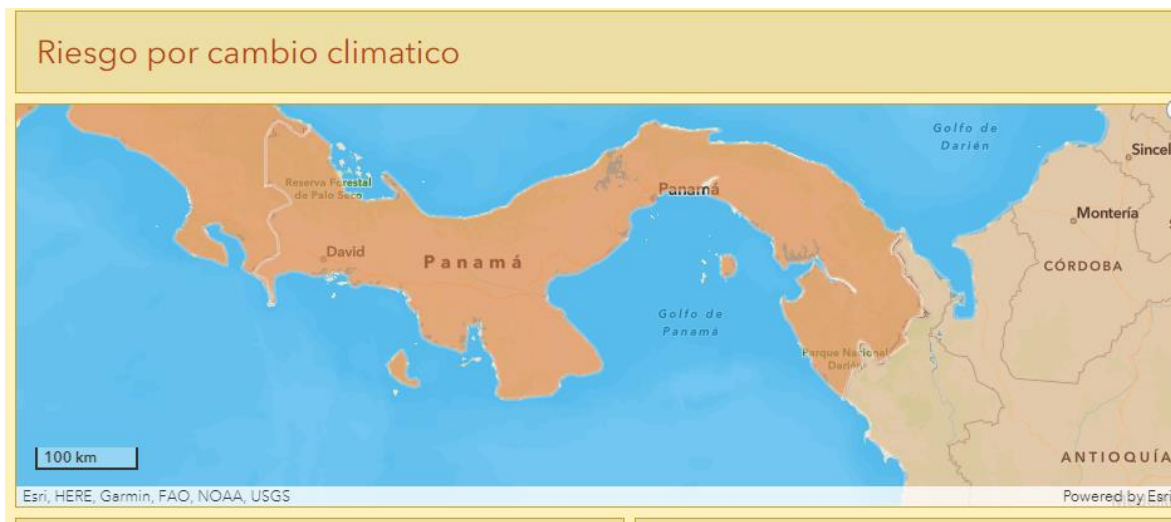 Riesgo por cambio climatico
Golfo de
Darién
Sincel
Reserva Forestal
de Palo Seco
Panamá
Montería
David
Panamá
CÓRDOBA
Golfo de
Panamá
Parque Nacional
Darién
100 km
ANTIOQUÍA
Esri, HERE, Garmin, FAO, NOAA, USGS
Powered by Esri